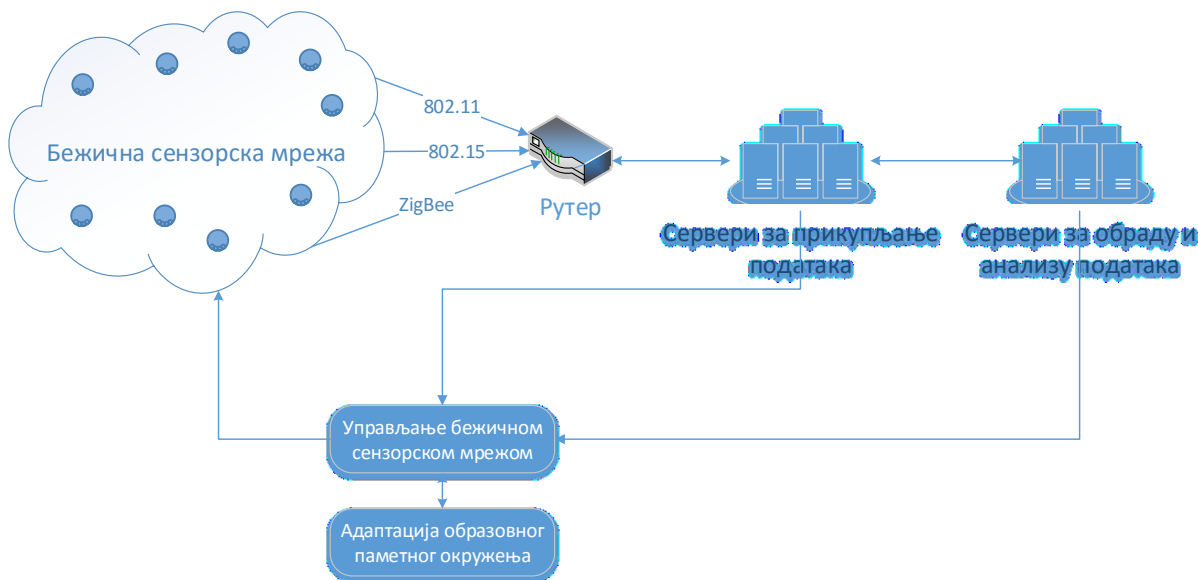 802.11
Бежична сензорска мрежа
802.15
ZigBee
Рутер
Сервери за прикупљање
података
Сервери за обраду и
анализу података
Управљање бежичном
сензорском мрежом
Адаптација образовног
паметног окружења